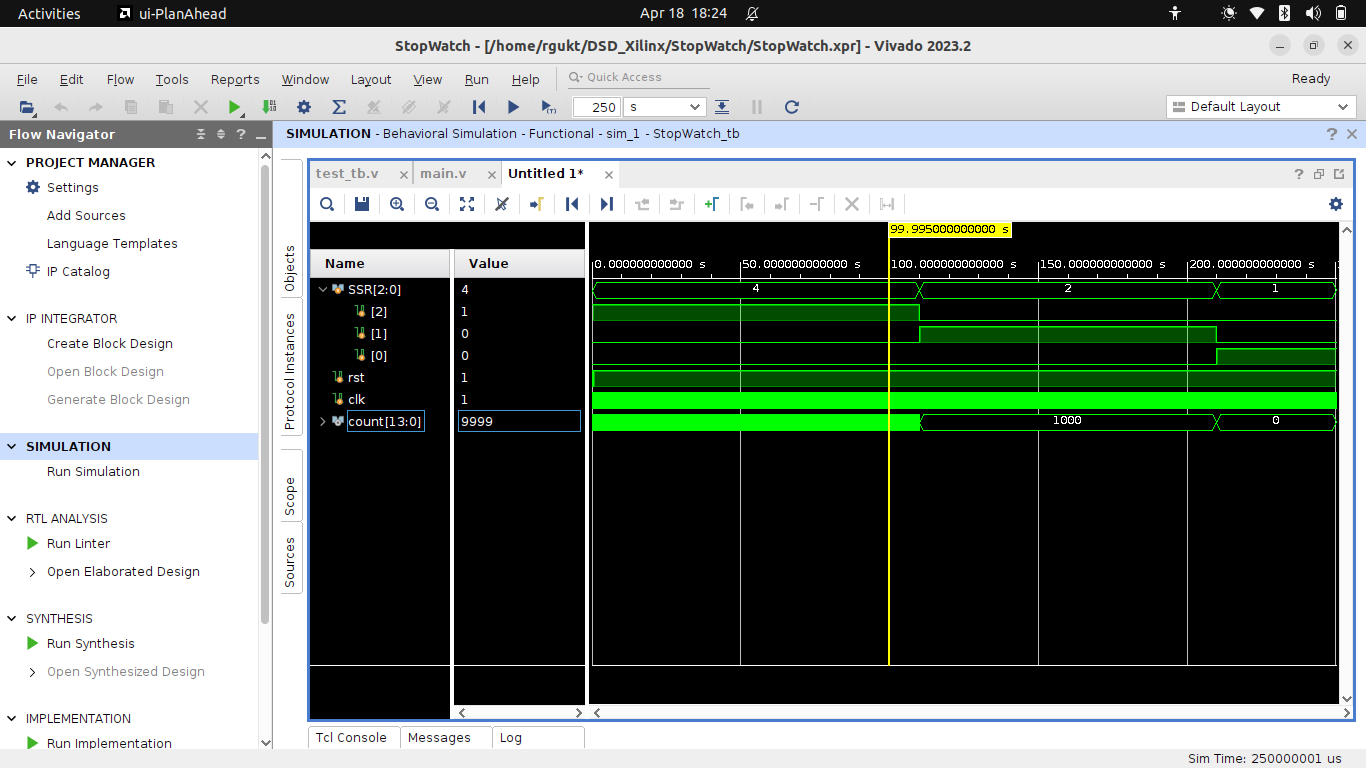 Activities
ui-PlanAhead
Apr 18 18:24
StopWatch - [/home/rgukt/DSD_Xilinx/StopWatch/StopWatch.xpr] - Vivado 2023.2
File Edit Flow Tools Reports Window Layout View Run Help
Quick Access
Ready
250 s
Default Layout
Flow Navigator
SIMULATION - Behavioral Simulation - Functional - sim_1 - StopWatch_tb
PROJECT MANAGER
Settings
Add Sources
Language Templates
IP Catalog
IP INTEGRATOR
Create Block Design
Open Block Design
Generate Block Design
SIMULATION
Run Simulation
RTL ANALYSIS
Run Linter
Open Elaborated Design
SYNTHESIS
Run Synthesis
Open Synthesized Design
IMPLEMENTATION
Run Implementation
Objects
Protocol Instances
Scope
Sources
test_tb.v
main.v
Untitled 1*
99.995000000000 s
Name Value
0.000000000000 s 50.000000000000 s 100.000000000000 s 150.000000000000 s 200.000000000000 s
SSR[2:0] 4 4 2 1
[2] 1
[1] 0
[0] 0
rst 1
clk 1
count[13:0] 9999 1000 0
Tcl Console Messages Log
Sim Time: 250000001 us